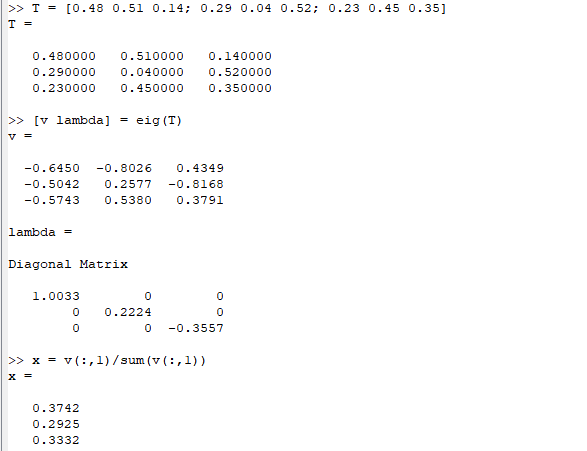 >> T = [0.48 0.51 0.14; 0.29 0.04 0.52; 0.23 0.45 0.35]
T =
0.480000 0.510000 0.140000
0.290000 0.040000 0.520000
0.230000 0.450000 0.350000
>> [v lambda] = eig(T)
v =
-0.6450 -0.8026 0.4349
-0.5042 0.2577 -0.8168
-0.5743 0.5380 0.3791
lambda =
Diagonal Matrix
1.0033 0 0
0 0.2224 0
0 0 -0.3557
>> x = v(:,1)/sum(v(:,1))
x =
0.3742
0.2925
0.3332